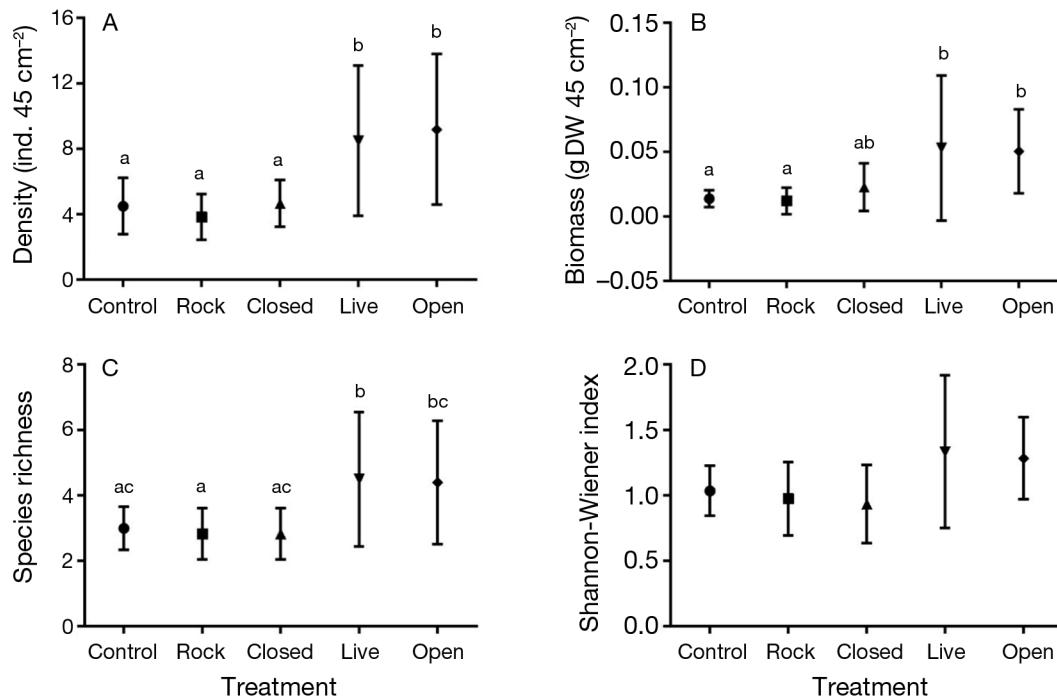 A
Density (ind. 45 cm⁻²)
16
12
8
4
0
a
a
a
b
b
Control Rock Closed Live Open
B
Biomass (gDW 45 cm⁻²)
0.15
0.10
0.05
0.00
−0.05
a
a
ab
b
b
Control Rock Closed Live Open
C
Species richness
8
6
4
2
0
ac
a
ac
b
bc
Control Rock Closed Live Open
Treatment
D
Shannon-Wiener index
2.0
1.5
1.0
0.5
0.0
Control Rock Closed Live Open
Treatment